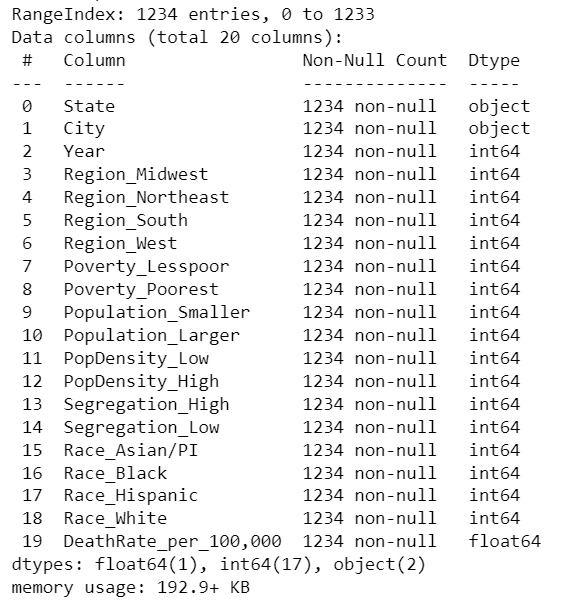 RangeIndex: 1234 entries, 0 to 1233
Data columns (total 20 columns):
 #   Column                Non-Null Count  Dtype
---  ------                --------------  -----
 0   State                 1234 non-null   object
 1   City                  1234 non-null   object
 2   Year                  1234 non-null   int64
 3   Region_Midwest        1234 non-null   int64
 4   Region_Northeast      1234 non-null   int64
 5   Region_South          1234 non-null   int64
 6   Region_West           1234 non-null   int64
 7   Poverty_Lesspoor      1234 non-null   int64
 8   Poverty_Poorest       1234 non-null   int64
 9   Population_Smaller    1234 non-null   int64
 10  Population_Larger     1234 non-null   int64
 11  PopDensity_Low        1234 non-null   int64
 12  PopDensity_High       1234 non-null   int64
 13  Segregation_High      1234 non-null   int64
 14  Segregation_Low       1234 non-null   int64
 15  Race_Asian/PI         1234 non-null   int64
 16  Race_Black            1234 non-null   int64
 17  Race_Hispanic         1234 non-null   int64
 18  Race_White            1234 non-null   int64
 19  DeathRate_per_100,000  1234 non-null   float64
dtypes: float64(1), int64(17), object(2)
memory usage: 192.9+ KB